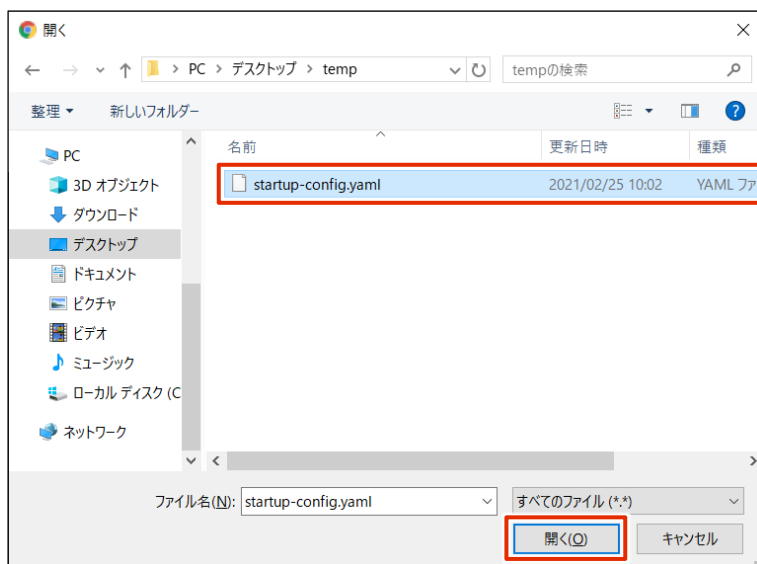 開く
PC > デスクトップ > temp
tempの検索
整理
新しいフォルダー
?
名前
更新日時
種類
PC
3D オブジェクト
ダウンロード
デスクトップ
ドキュメント
ピクチャ
ビデオ
ミュージック
ローカル ディスク (C
ネットワーク
startup-config.yaml
2021/02/25 10:02
YAML ファ
ファイル名(N):
startup-config.yaml
すべてのファイル (*.*)
開く(O)
キャンセル